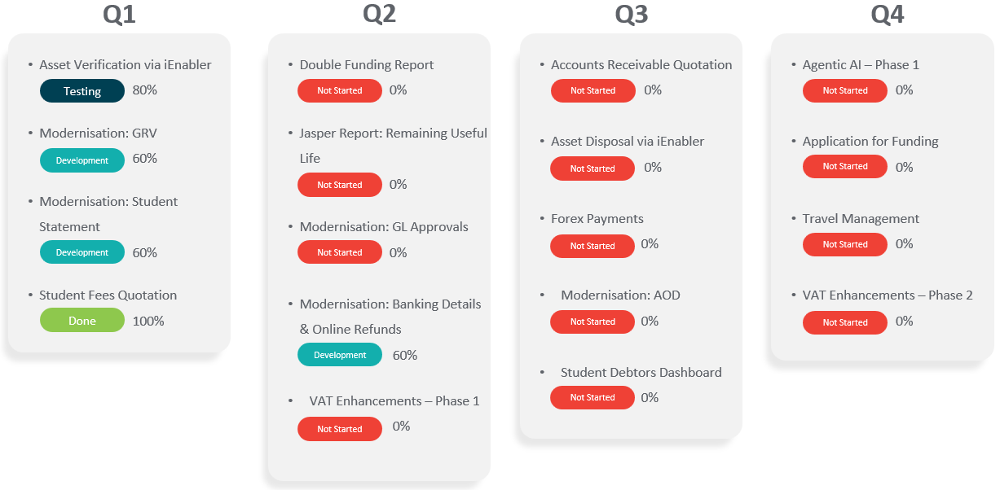 Q1
• Asset Verification via iEnabler
Testing 80%
• Modernisation: GRV
Development 60%
• Modernisation: Student
Statement
Development 60%
• Student Fees Quotation
Done 100%
Q2
• Double Funding Report
Not Started 0%
• Jasper Report: Remaining Useful
Life
Not Started 0%
• Modernisation: GL Approvals
Not Started 0%
• Modernisation: Banking Details
& Online Refunds
Development 60%
• VAT Enhancements – Phase 1
Not Started 0%
Q3
• Accounts Receivable Quotation
Not Started 0%
• Asset Disposal via iEnabler
Not Started 0%
• Forex Payments
Not Started 0%
• Modernisation: AOD
Not Started 0%
• Student Debtors Dashboard
Not Started 0%
Q4
• Agentic AI – Phase 1
Not Started 0%
• Application for Funding
Not Started 0%
• Travel Management
Not Started 0%
• VAT Enhancements – Phase 2
Not Started 0%